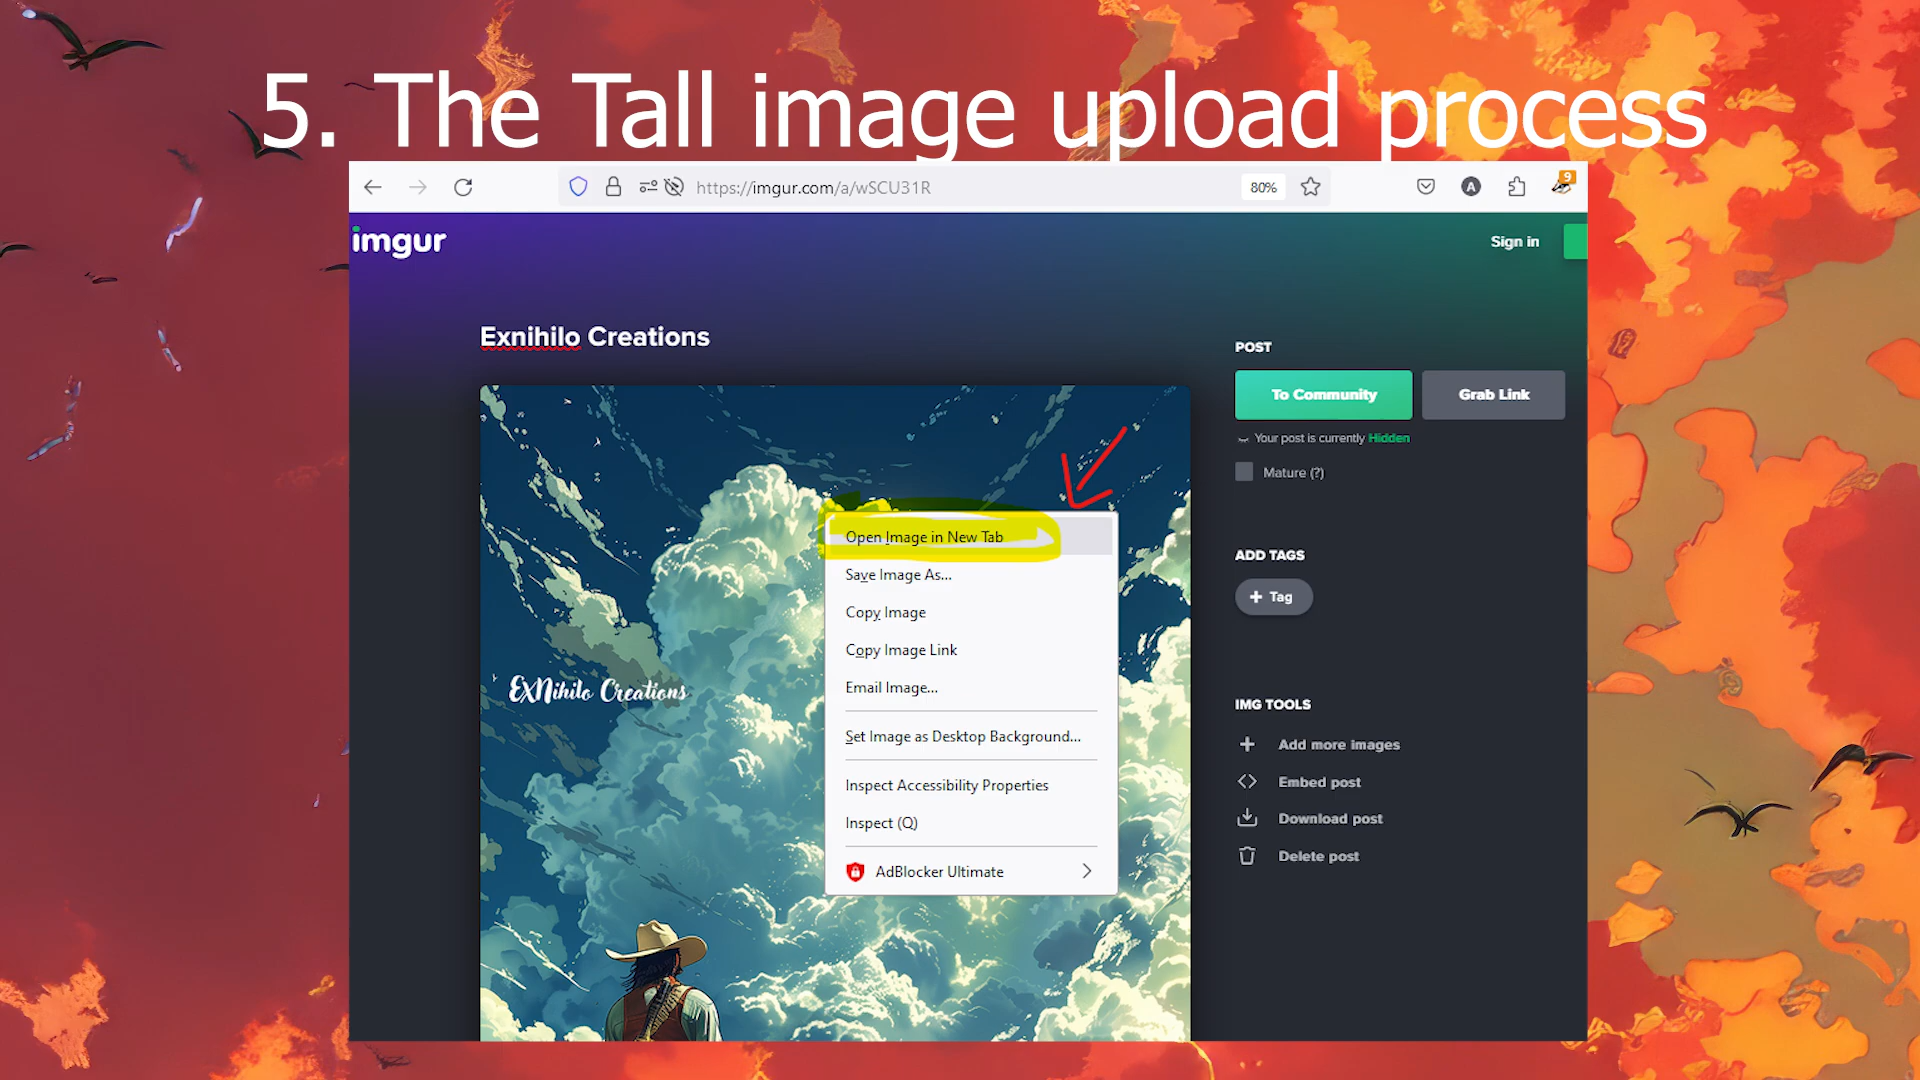 5. The Tall image upload process
https://imgur.com/a/wSCU31R
80%
A
9
imgur
Sign in
Exnihilo Creations
POST
To Community
Grab Link
Your post is currently Hidden
Mature (?)
Open Image in New Tab
Save Image As...
Copy Image
Copy Image Link
Email Image...
Set Image as Desktop Background...
Inspect Accessibility Properties
Inspect (Q)
AdBlocker Ultimate
EXNihilo Creations
ADD TAGS
+ Tag
IMG TOOLS
Add more images
Embed post
Download post
Delete post